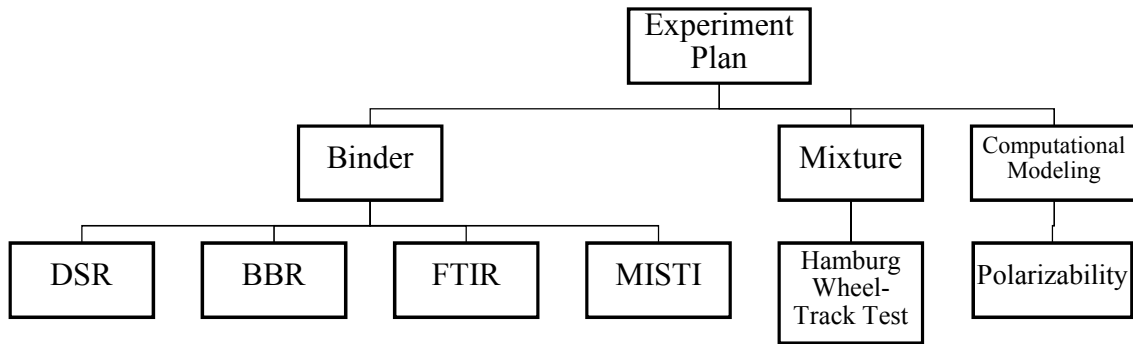 Experiment
Plan
Binder
Mixture
Computational
Modeling
DSR
BBR
FTIR
MISTI
Hamburg
Wheel-
Track Test
Polarizability